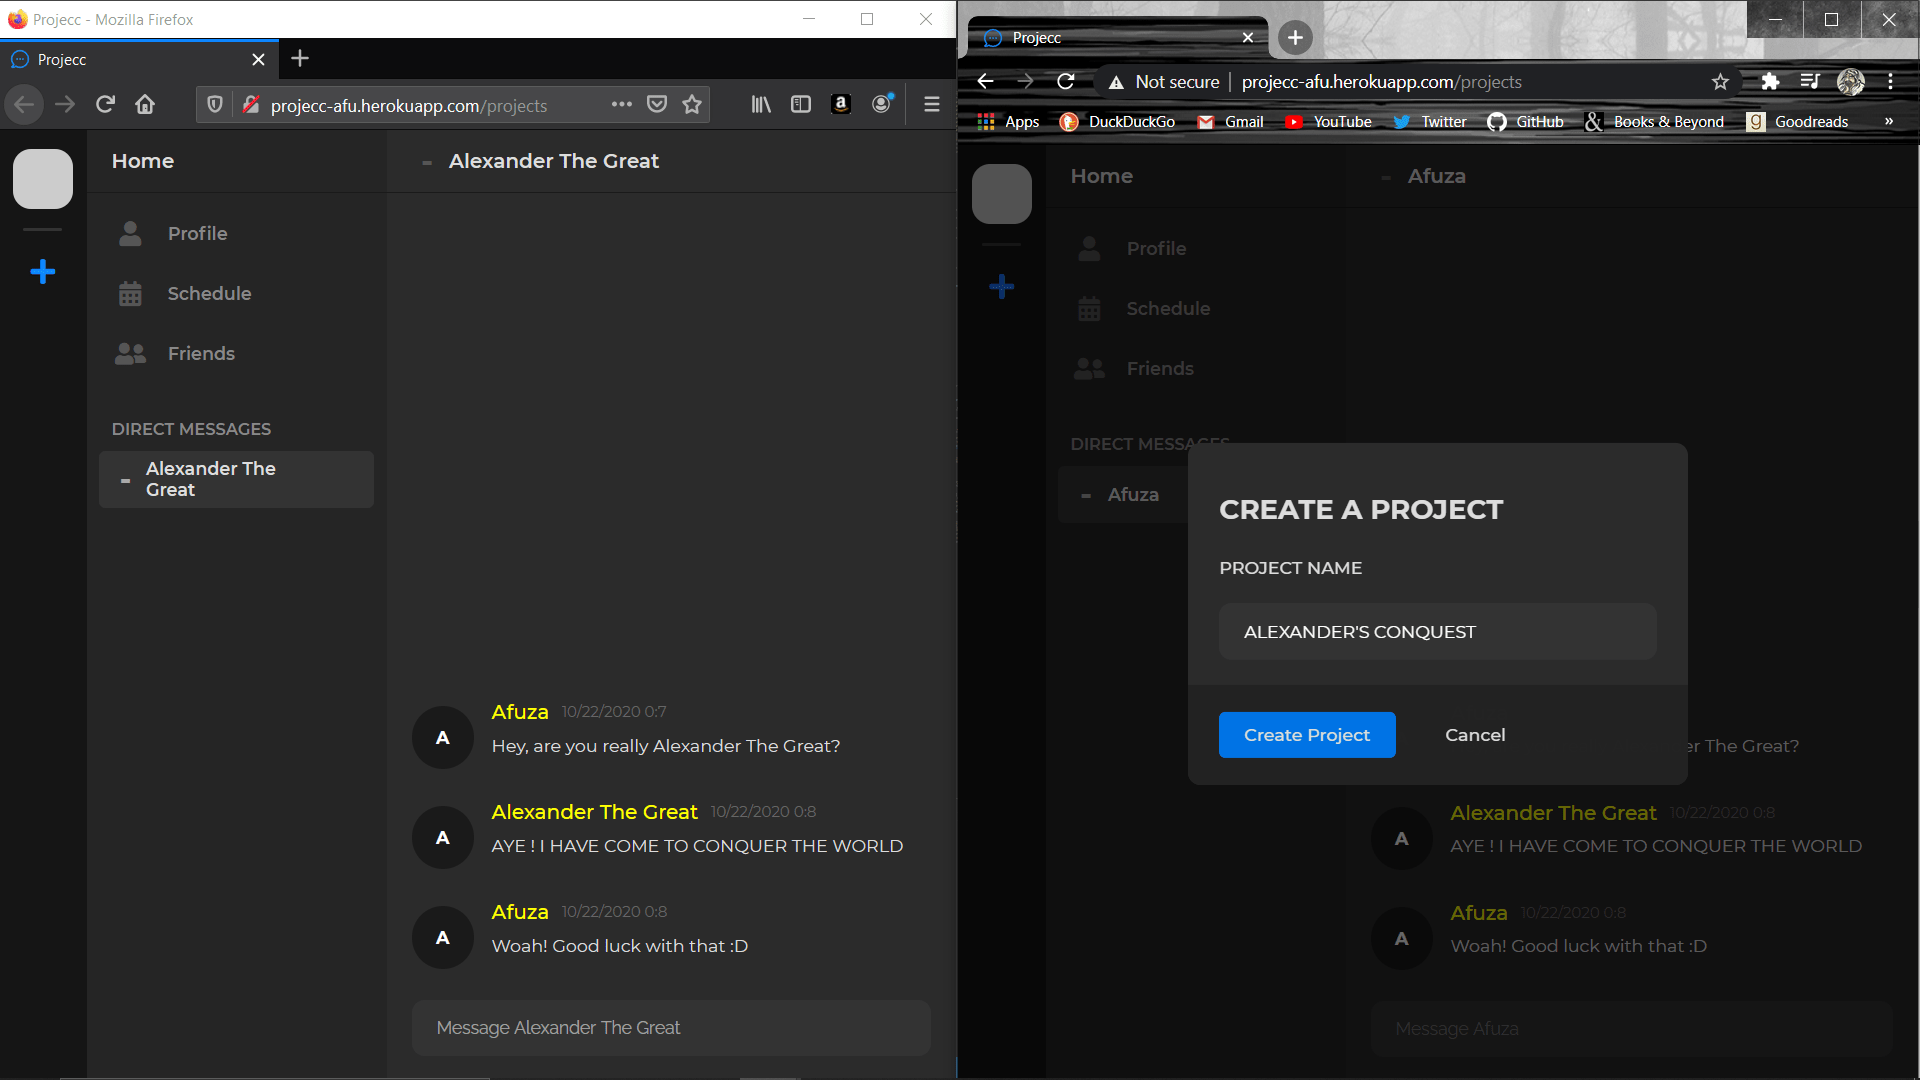 Projecc - Mozilla Firefox
Projecc
projecc-afu.herokuapp.com/projects
Home
Alexander The Great
Profile
Schedule
Friends
DIRECT MESSAGES
Alexander The
Great
Afuza 10/22/2020 0:7
A
Hey, are you really Alexander The Great?
Alexander The Great 10/22/2020 0:8
A
AYE ! I HAVE COME TO CONQUER THE WORLD
Afuza 10/22/2020 0:8
A
Woah! Good luck with that :D
Message Alexander The Great
Projecc
Not secure projecc-afu.herokuapp.com/projects
Apps DuckDuckGo Gmail YouTube Twitter GitHub & Books & Beyond g Goodreads »
Home
Afuza
Profile
Schedule
Friends
DIRECT MESSAGES
Afuza
CREATE A PROJECT
PROJECT NAME
ALEXANDER'S CONQUEST
Create Project Cancel
er The Great?
Alexander The Great 10/22/2020 0:8
A
AYE ! I HAVE COME TO CONQUER THE WORLD
Afuza 10/22/2020 0:8
A
Woah! Good luck with that :D
Message Afuza